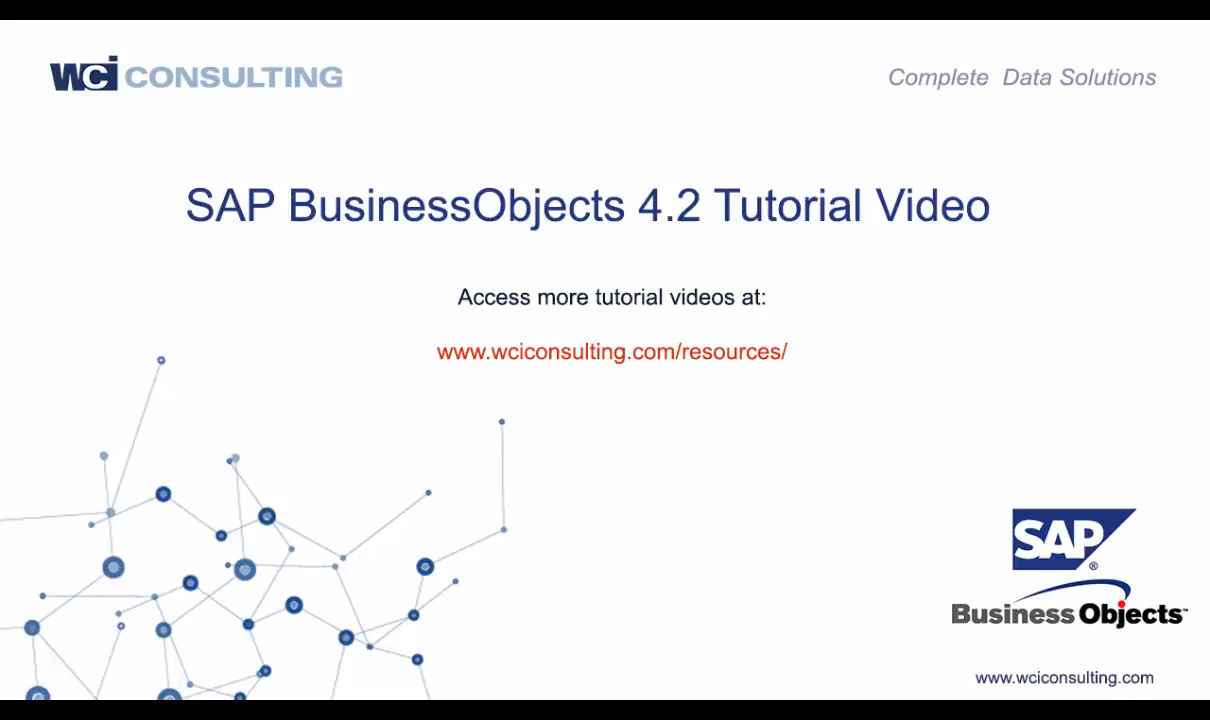 WCi CONSULTING
Complete Data Solutions
SAP BusinessObjects 4.2 Tutorial Video
Access more tutorial videos at:
www.wciconsulting.com/resources/
SAP ®
Business Objects™
www.wciconsulting.com